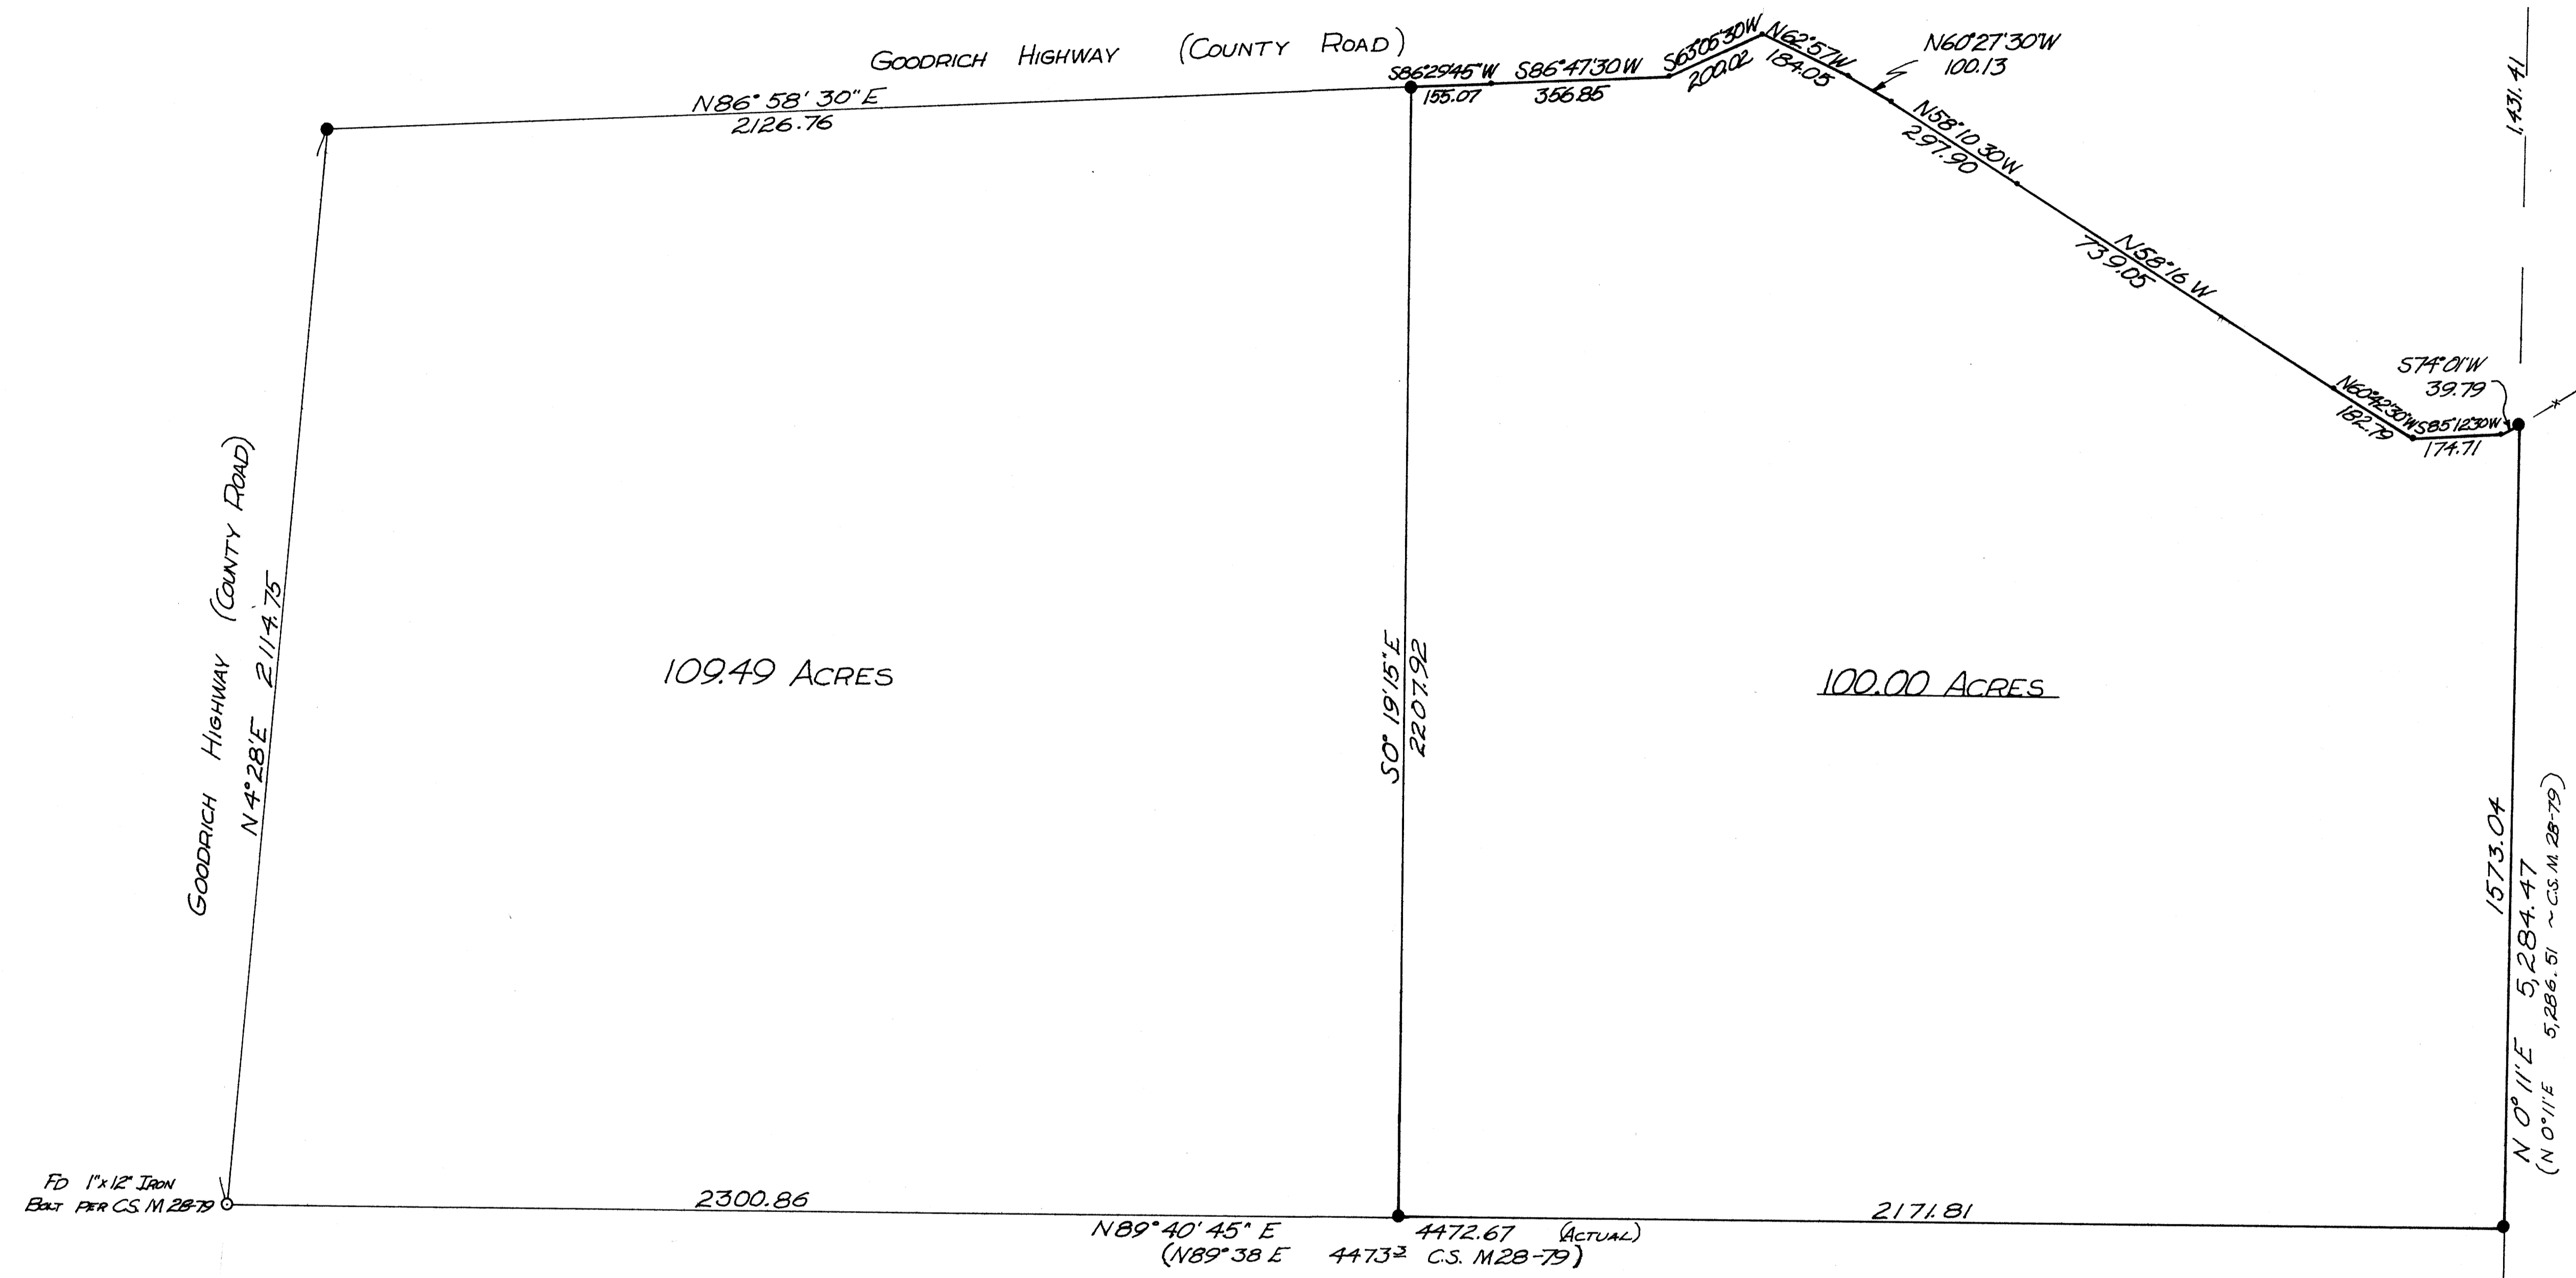 GOODRICH HIGHWAY (COUNTY ROAD)
N86°58'30"E
2126.76
S86°29'45"W
155.07
S86°47'30W
356.85
S63°05'30W
200.02
N62°57W
184.05
N60°27'30"W
100.13
N58°10 30W
297.90
N58°16 W
739.05
N60°42'30"W
182.79
S85°12'30W
174.71
S74°01'W
39.79
1,431.41
GOODRICH HIGHWAY (COUNTY ROAD)
N4°28'E 2114.75
109.49 ACRES
S0°19'15"E
2207.92
100.00 ACRES
1573.04
N0°11'E 5,284.47
(N0°11'E 5,286.51 ~ C.S. M. 28-79)
FD 1"x12" IRON
BOLT PER C.S. M 28-79
2300.86
2171.81
N89°40'45"E 4472.67 (ACTUAL)
(N89°38 E 4473³ C.S. M28-79)